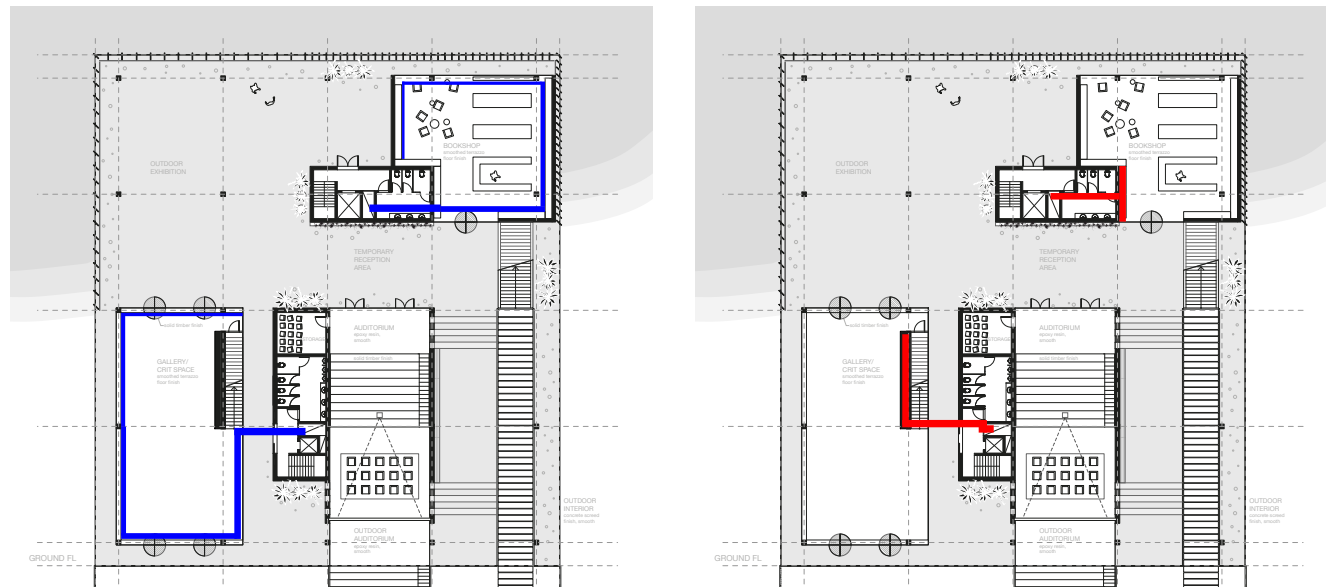 OUTDOOR
EXHIBITION
BOOKSHOP
smoothed terrazzo
floor finish
TEMPORARY
RECEPTION
AREA
solid timber finish
STORAGE
AUDITORIUM
epoxy resin,
smooth
solid timber finish
GALLERY/
CRIT SPACE
smoothed terrazzo
floor finish
OUTDOOR
INTERIOR
concrete screed
finish, smooth
OUTDOOR
AUDITORIUM
epoxy resin,
smooth
GROUND FL
OUTDOOR
EXHIBITION
BOOKSHOP
smoothed terrazzo
floor finish
TEMPORARY
RECEPTION
AREA
solid timber finish
STORAGE
AUDITORIUM
epoxy resin,
smooth
solid timber finish
GALLERY/
CRIT SPACE
smoothed terrazzo
floor finish
OUTDOOR
INTERIOR
concrete screed
finish, smooth
OUTDOOR
AUDITORIUM
epoxy resin,
smooth
GROUND FL